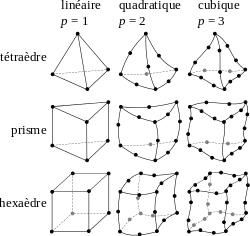 linéaire quadratique cubique
p = 1 p = 2 p = 3
tétraèdre
prisme
hexaèdre